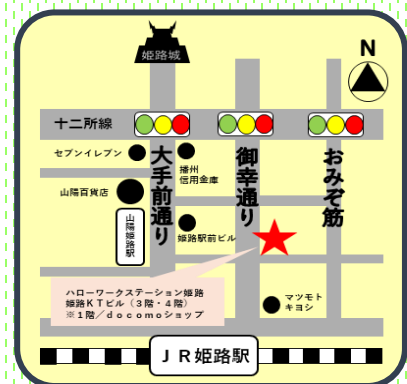 姫路城
N
十二所線
セブンイレブン
播州
信用金庫
山陽百貨店
山陽姫路駅
大手前通り
御幸通り
おみぞ筋
姫路駅前ビル
ハローワークステーション姫路
姫路KTビル(3階・4階)
※1階/docomoショップ
マツモト
キヨシ
JR姫路駅